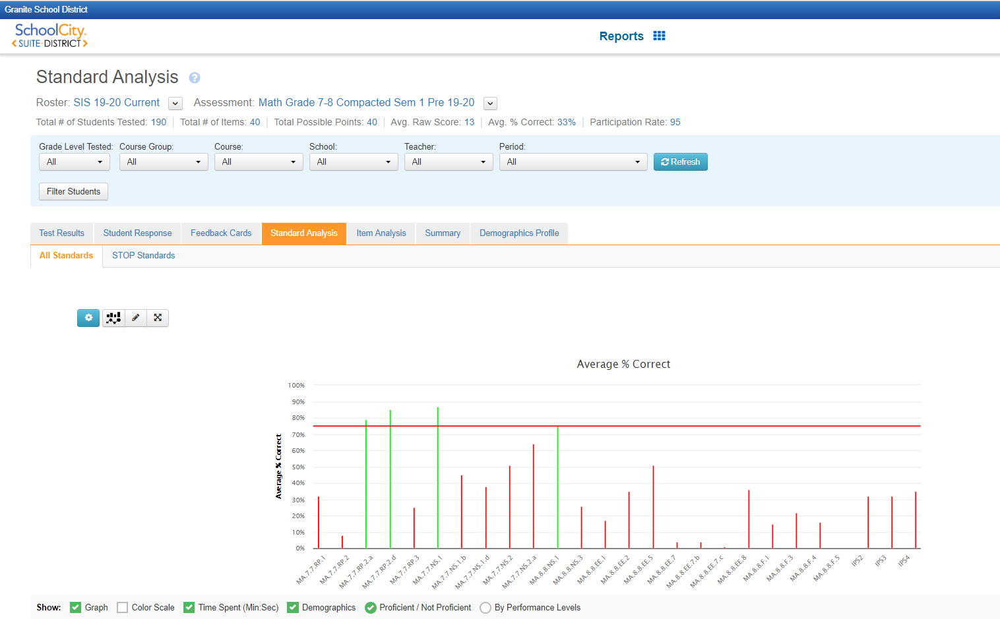 Granite School District
SchoolCity
SUITE-DISTRICT
Reports
Standard Analysis ?
Roster: SIS 19-20 Current Assessment: Math Grade 7-8 Compacted Sem 1 Pre 19-20
Total # of Students Tested: 190 | Total # of Items: 40 | Total Possible Points: 40 | Avg. Raw Score: 13 | Avg. % Correct: 33% | Participation Rate: 95
Grade Level Tested: Course Group: Course: School: Teacher: Period:
All All All All All All Refresh
Filter Students
Test Results Student Response Feedback Cards Standard Analysis Item Analysis Summary Demographics Profile
All Standards STOP Standards
Average % Correct
100%
90%
80%
70%
60%
50%
40%
30%
20%
10%
0%
Average % Correct
MA.7.7.RP.1
MA.7.7.RP.2
MA.7.7.RP.2.a
MA.7.7.RP.2.d
MA.7.7.RP.3
MA.7.7.NS.1
MA.7.7.NS.1.b
MA.7.7.NS.1.d
MA.7.7.NS.2
MA.7.7.NS.2.a
MA.8.8.NS.1
MA.8.8.NS.3
MA.8.8.EE.1
MA.8.8.EE.2
MA.8.8.EE.5
MA.8.8.EE.7
MA.8.8.EE.7.b
MA.8.8.EE.7.c
MA.8.8.EE.8
MA.8.8.F.1
MA.8.8.F.3
MA.8.8.F.4
MA.8.8.F.5
IPS2
IPS3
IPS4
Show: Graph Color Scale Time Spent (Min:Sec) Demographics Proficient / Not Proficient By Performance Levels